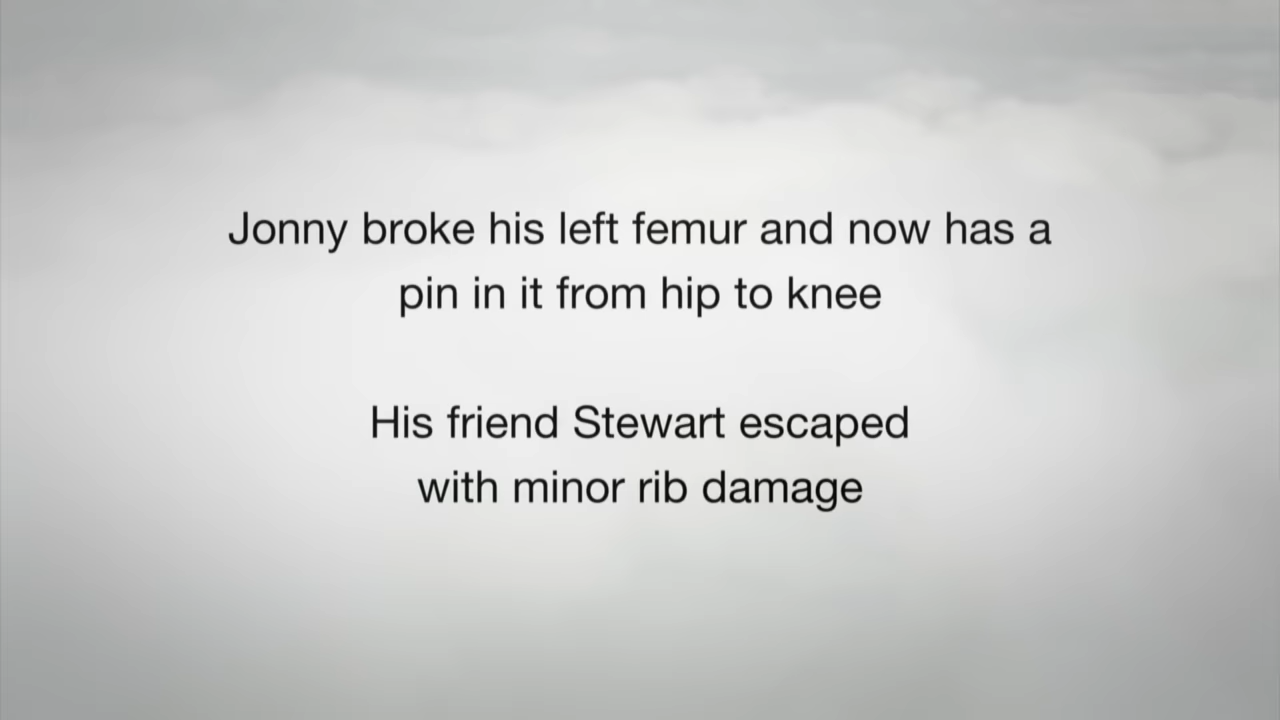 Jonny broke his left femur and now has a
pin in it from hip to knee
His friend Stewart escaped
with minor rib damage